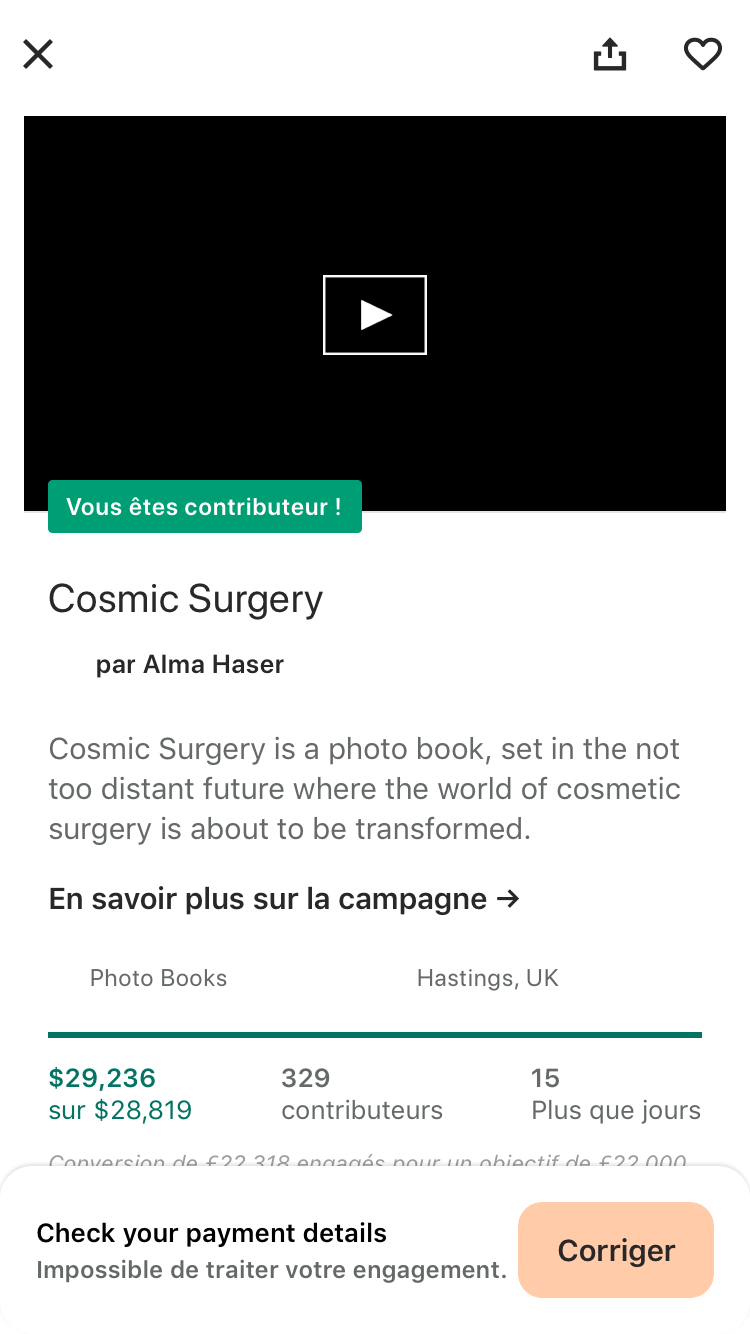 Vous êtes contributeur !
Cosmic Surgery
par Alma Haser
Cosmic Surgery is a photo book, set in the not
too distant future where the world of cosmetic
surgery is about to be transformed.
En savoir plus sur la campagne →
Photo Books Hastings, UK
$29,236 329 15
sur $28,819 contributeurs Plus que jours
Conversion de £22,318 engagés pour un objectif de £22,000
Check your payment details
Impossible de traiter votre engagement.
Corriger